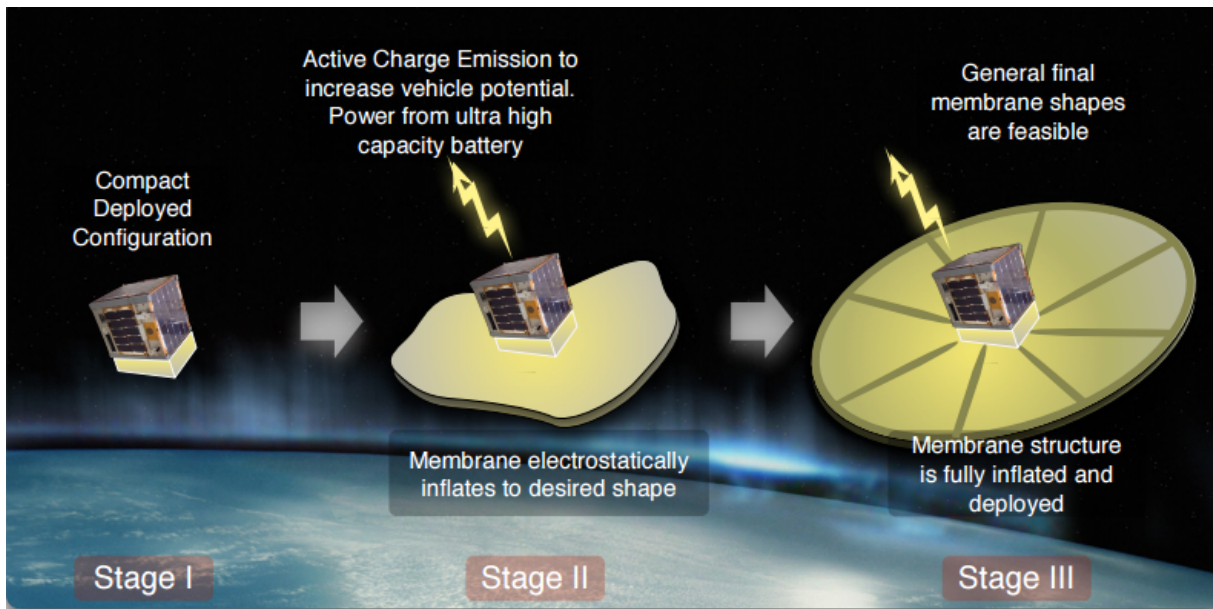 Compact
Deployed
Configuration
Active Charge Emission to
increase vehicle potential.
Power from ultra high
capacity battery
General final
membrane shapes
are feasible
Membrane electrostatically
inflates to desired shape
Membrane structure
is fully inflated and
deployed
Stage I
Stage II
Stage III